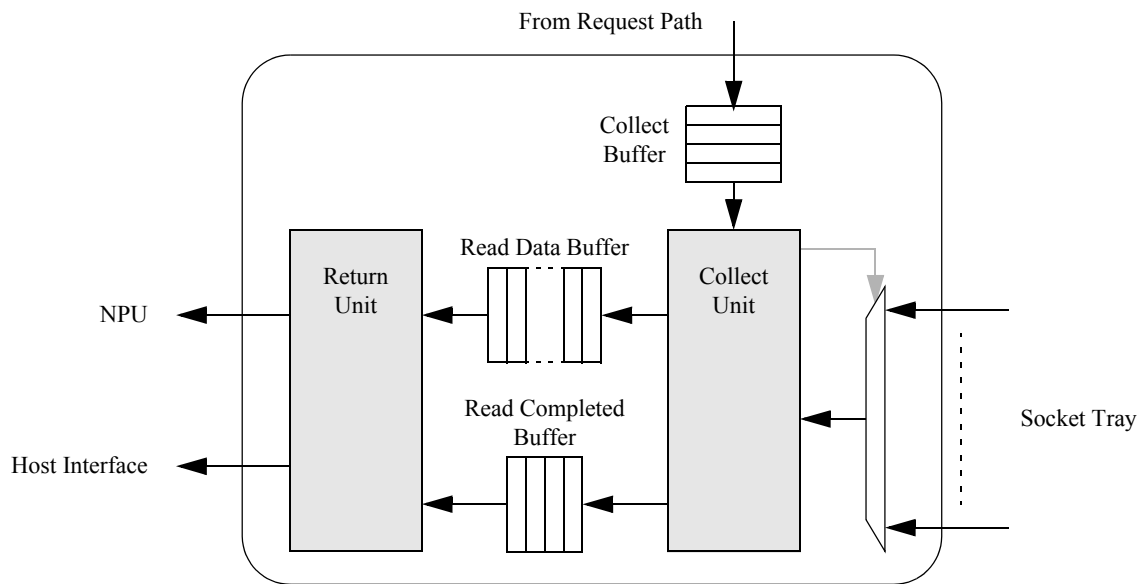 From Request Path
Collect
Buffer
Read Data Buffer
Return
Unit
Collect
Unit
NPU
Read Completed
Buffer
Socket Tray
Host Interface